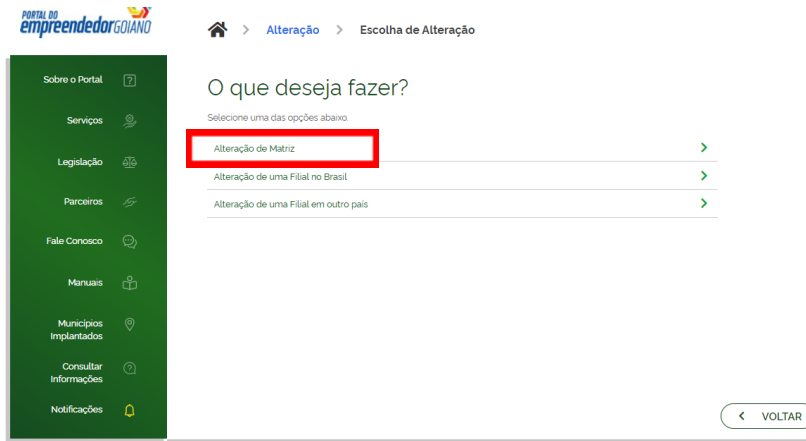 PORTAL DO
empreendedorGOIANO
> Alteração > Escolha de Alteração
Sobre o Portal
Serviços
Legislação
Parceiros
Fale Conosco
Manuais
Municípios
Implantados
Consultar
Informações
Notificações
O que deseja fazer?
Selecione uma das opções abaixo.
Alteração de Matriz
Alteração de uma Filial no Brasil
Alteração de uma Filial em outro país
VOLTAR